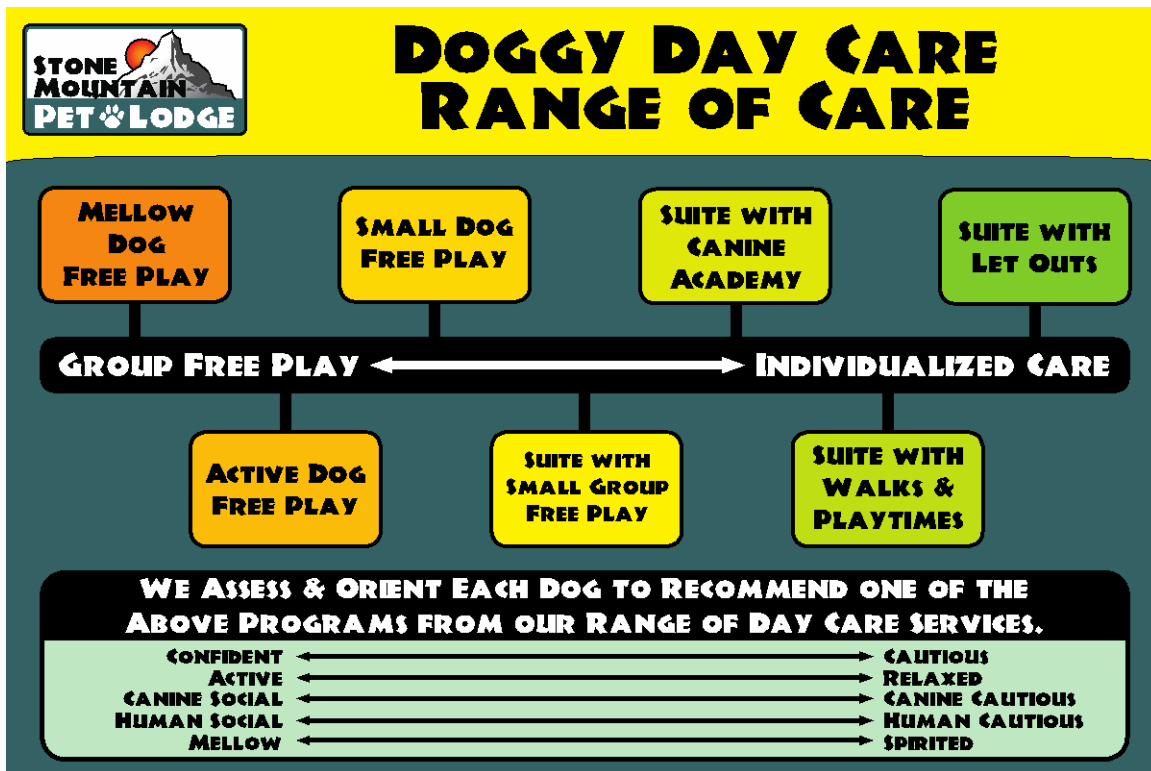 STONE
MOUNTAIN
PET LODGE
DOGGY DAY CARE
RANGE OF CARE
MELLOW
DOG
FREE PLAY
SMALL DOG
FREE PLAY
SUITE WITH
CANINE
ACADEMY
SUITE WITH
LET OUTS
GROUP FREE PLAY
INDIVIDUALIZED CARE
ACTIVE DOG
FREE PLAY
SUITE WITH
SMALL GROUP
FREE PLAY
SUITE WITH
WALKS &
PLAYTIMES
WE ASSESS & ORIENT EACH DOG TO RECOMMEND ONE OF THE
ABOVE PROGRAMS FROM OUR RANGE OF DAY CARE SERVICES.
CONFIDENT CAUTIOUS
ACTIVE RELAXED
CANINE SOCIAL CANINE CAUTIOUS
HUMAN SOCIAL HUMAN CAUTIOUS
MELLOW SPIRITED